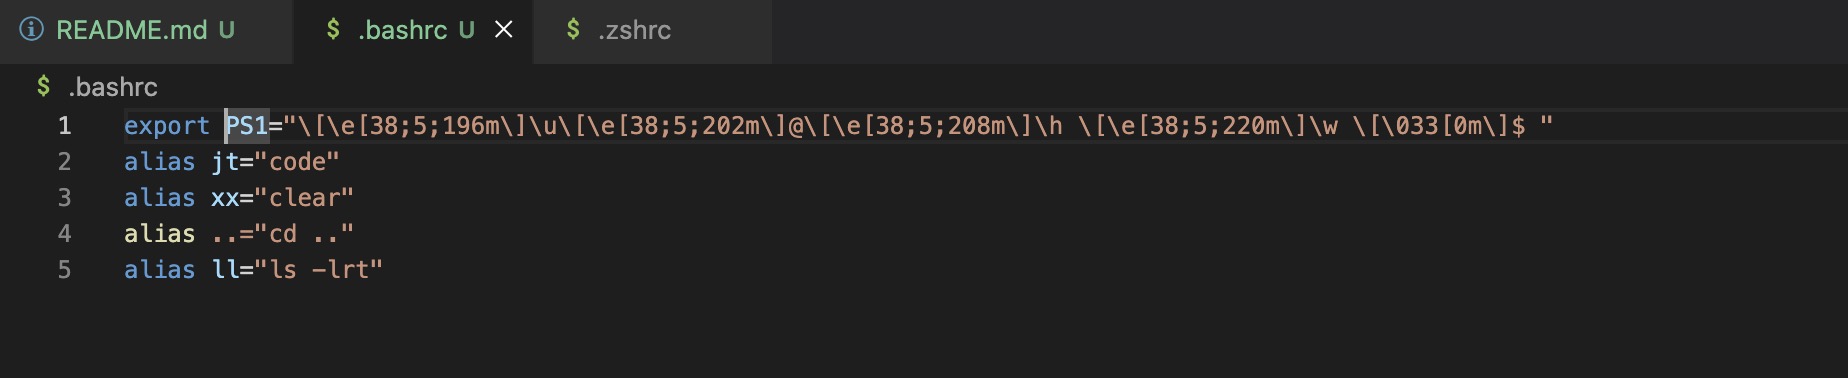 README.md U $ .bashrc U $ .zshrc
$ .bashrc
1 export PS1="\[\e[38;5;196m\]\u\[\e[38;5;202m\]@\[\e[38;5;208m\]\h \[\e[38;5;220m\]\w \[\033[0m\]$ "
2 alias jt="code"
3 alias xx="clear"
4 alias ..="cd .."
5 alias ll="ls -lrt"